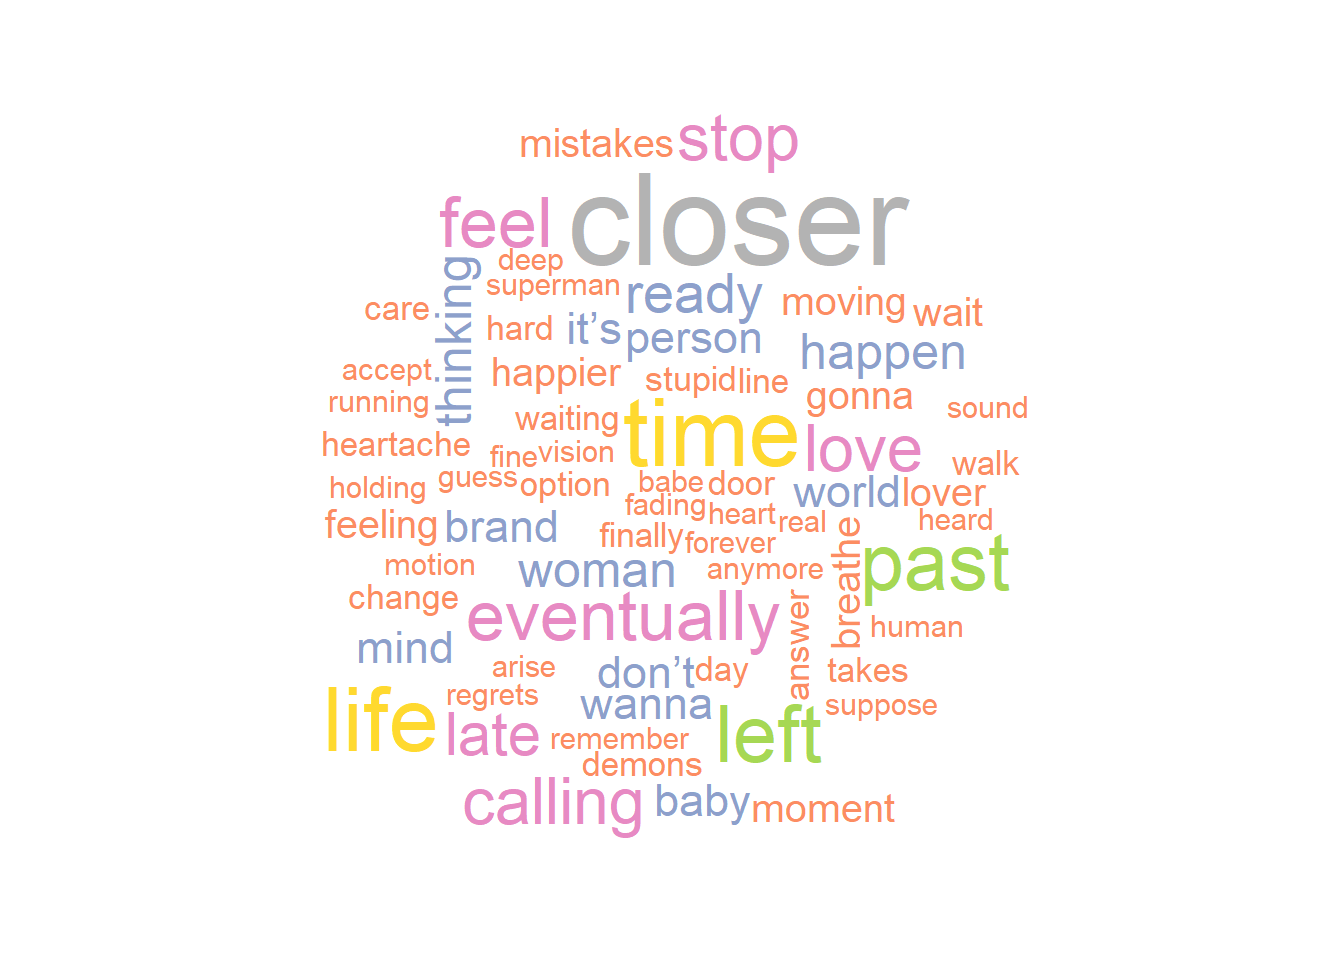 mistakes stop
feel closer
deep
thinking superman ready moving wait
care hard it’s person happen
accept happier stupid line gonna
running waiting time sound
heartache fine vision love walk
holding guess option babe door world lover
feeling brand fading heart real heard
finally forever breathe past
motion woman anymore
change eventually answer human
mind arise don’t day takes
regrets wanna suppose
life late remember left
demons
calling baby moment